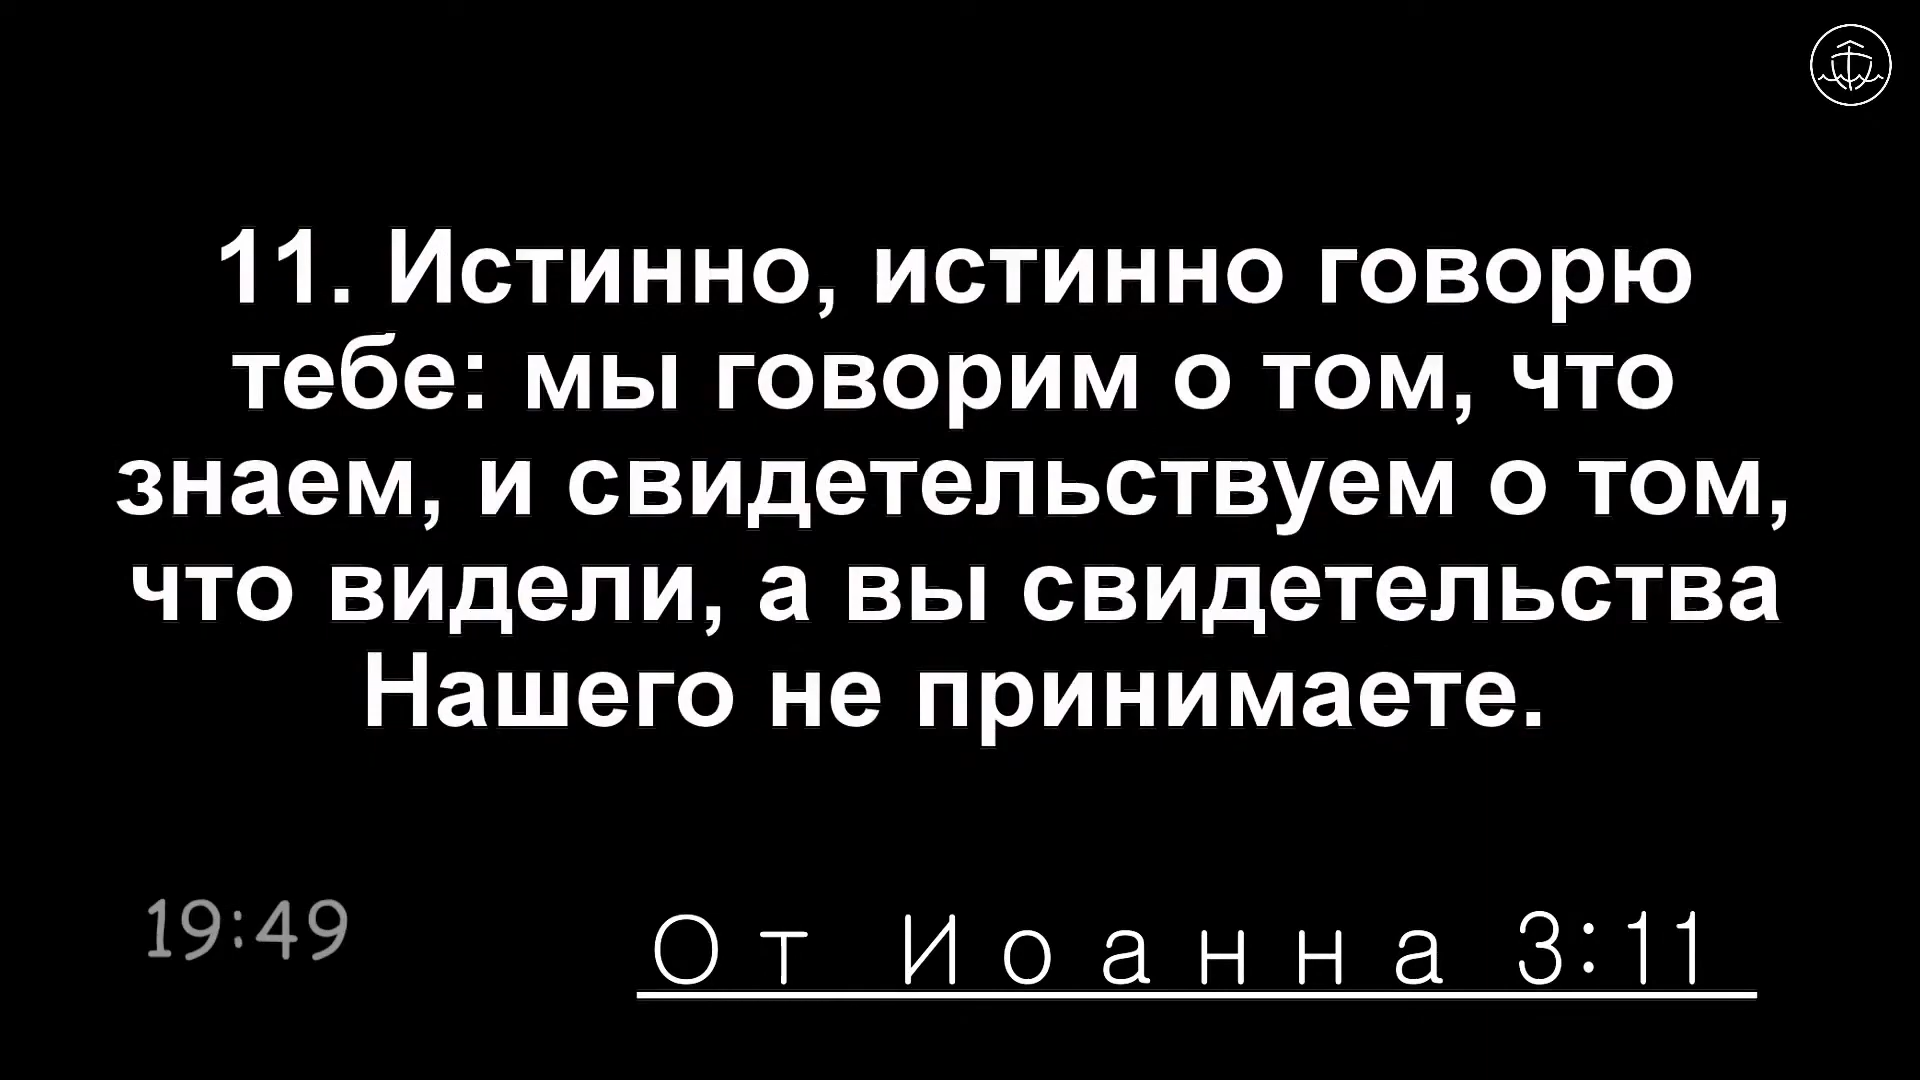 11. Истинно, истинно говорю
тебе: мы говорим о том, что
знаем, и свидетельствуем о том,
что видели, а вы свидетельства
Нашего не принимаете.
19:49
От Иоанна 3:11